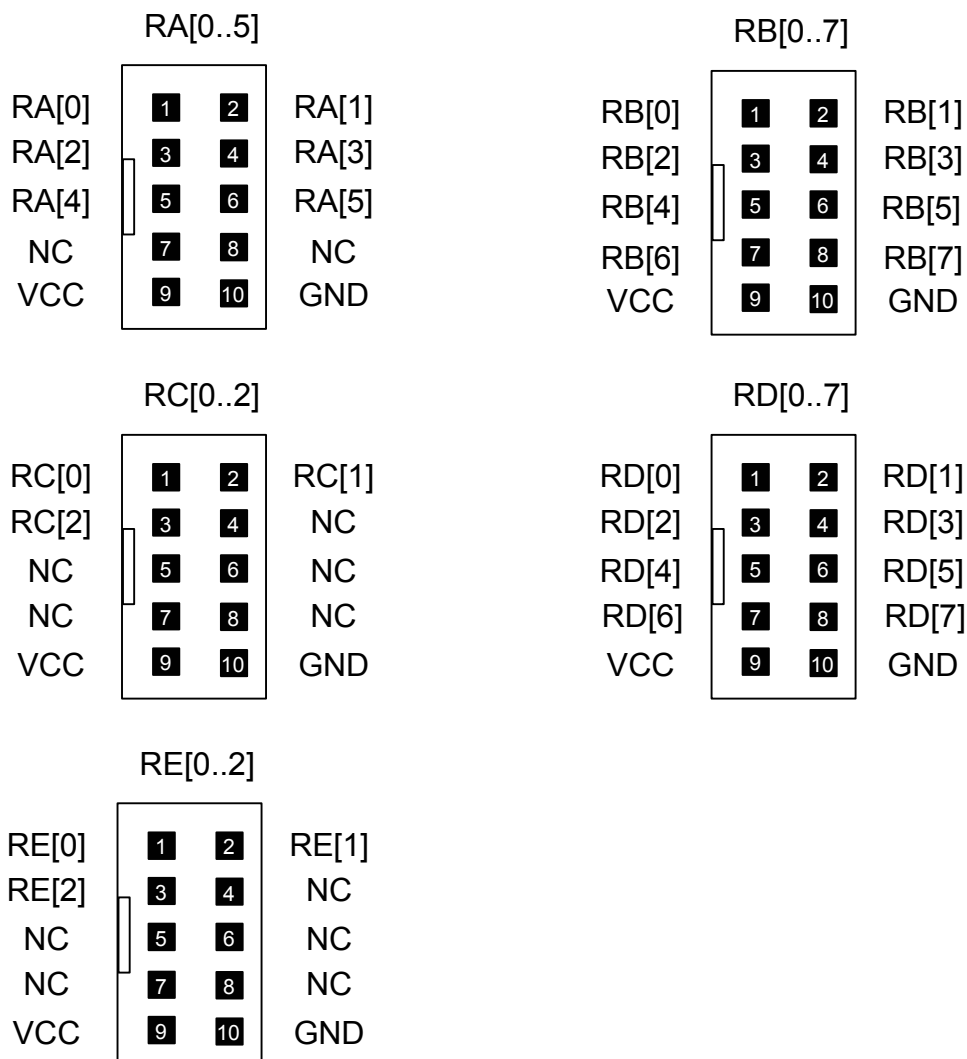 RA[0..5]
RA[0] 1 2 RA[1]
RA[2] 3 4 RA[3]
RA[4] 5 6 RA[5]
NC 7 8 NC
VCC 9 10 GND
RB[0..7]
RB[0] 1 2 RB[1]
RB[2] 3 4 RB[3]
RB[4] 5 6 RB[5]
RB[6] 7 8 RB[7]
VCC 9 10 GND
RC[0..2]
RC[0] 1 2 RC[1]
RC[2] 3 4 NC
NC 5 6 NC
NC 7 8 NC
VCC 9 10 GND
RD[0..7]
RD[0] 1 2 RD[1]
RD[2] 3 4 RD[3]
RD[4] 5 6 RD[5]
RD[6] 7 8 RD[7]
VCC 9 10 GND
RE[0..2]
RE[0] 1 2 RE[1]
RE[2] 3 4 NC
NC 5 6 NC
NC 7 8 NC
VCC 9 10 GND